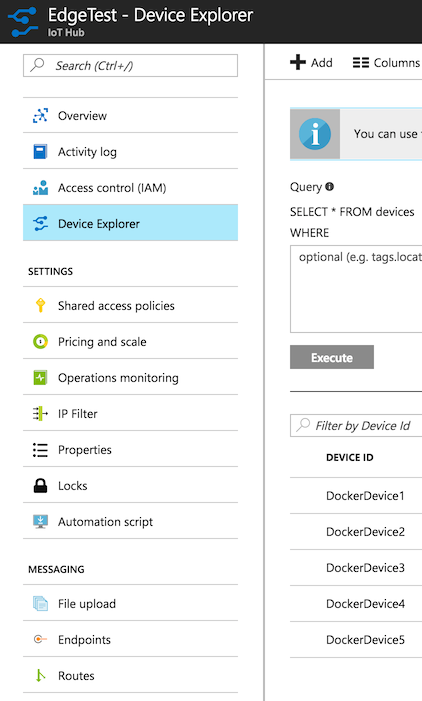 EdgeTest - Device Explorer
IoT Hub
Search (Ctrl+/)
Overview
Activity log
Access control (IAM)
Device Explorer
SETTINGS
Shared access policies
Pricing and scale
Operations monitoring
IP Filter
Properties
Locks
Automation script
MESSAGING
File upload
Endpoints
Routes
Add
Columns
You can use
Query
SELECT * FROM devices
WHERE
optional (e.g. tags.locat
Execute
Filter by Device Id
DEVICE ID
DockerDevice1
DockerDevice2
DockerDevice3
DockerDevice4
DockerDevice5